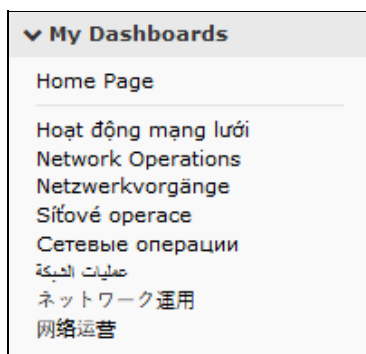 My Dashboards
Home Page
Hoạt động mạng lưới
Network Operations
Netzwerkvorgänge
Síťové operace
Сетевые операции
عمليات الشبكة
ネットワーク運用
网络运营